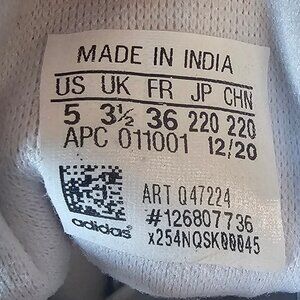 MADE IN INDIA
US UK FR JP CHN
5 3½ 36 220 220
APC 011001 12/20
ART Q47224
#126807736
adidas x254NQSK00045